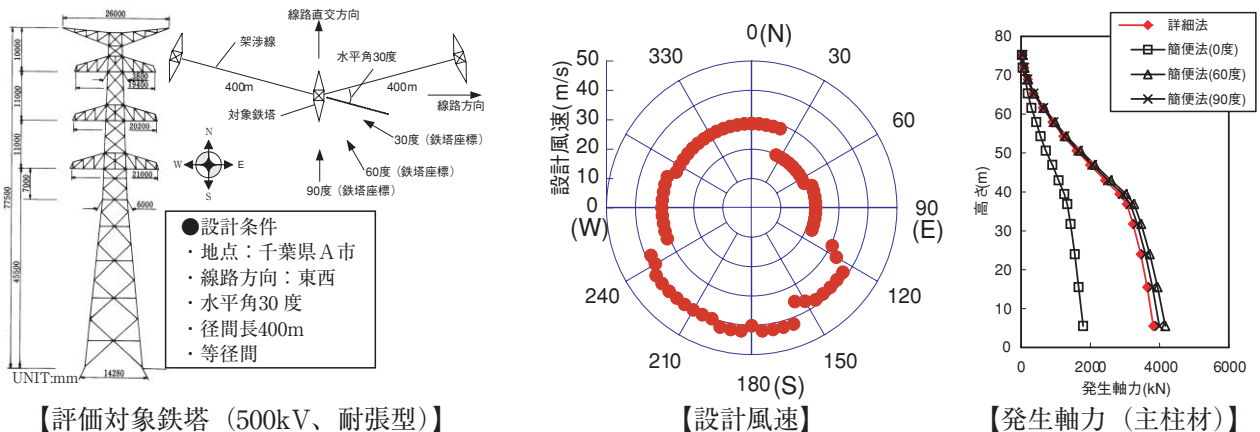 26000
10000
11000
11000
7000
77500
45500
3800
19400
20200
21000
6000
14280
UNIT:mm
線路直交方向
架渉線
水平角30度
400m
400m
線路方向
対象鉄塔
30度（鉄塔座標）
60度（鉄塔座標）
90度（鉄塔座標）
N
W
E
S
●設計条件
・地点：千葉県A市
・線路方向：東西
・水平角30 度
・径間長400m
・等径間
【評価対象鉄塔（500kV、耐張型）】
設計風速(m/s)
50
40
30
20
10
0
0(N)
30
60
90
(E)
120
150
180(S)
210
240
(W)
330
【設計風速】
詳細法
簡便法(0度)
簡便法(60度)
簡便法(90度)
高さ(m)
80
70
60
50
40
30
20
10
0
0
2000
4000
6000
発生軸力(kN)
【発生軸力（主柱材）】